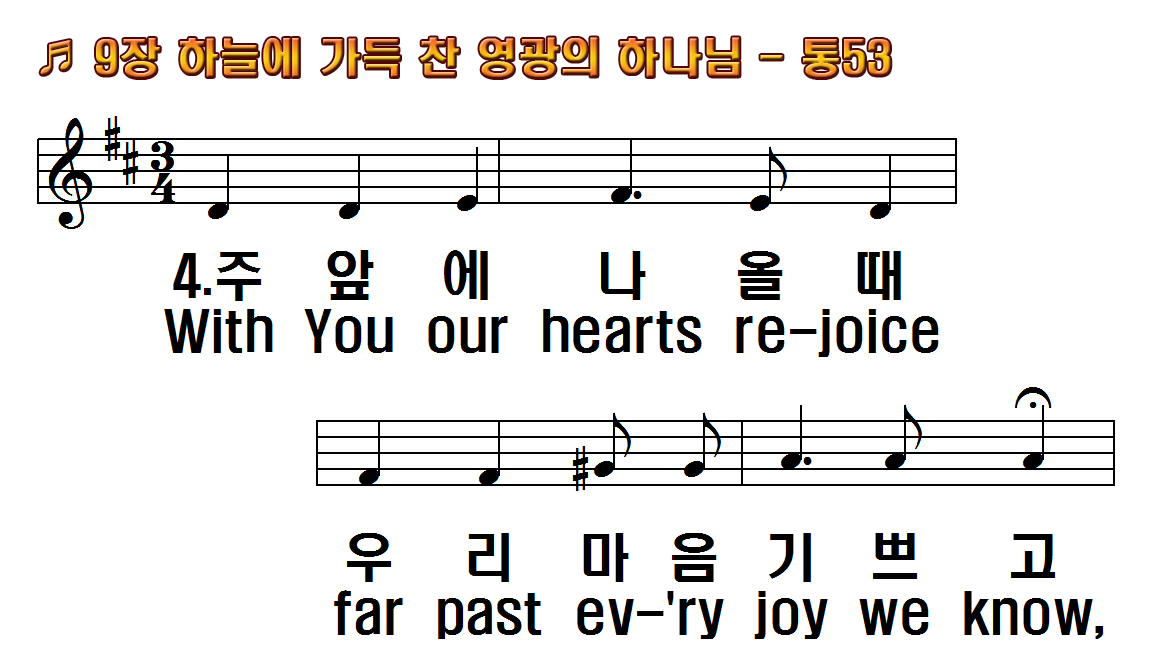 ♬ 9장 하늘에 가득 찬 영광의 하나님 - 통53
3
4
4.주 앞 에 나 올 때
With You our hearts re-joice
우 리 마 음 기 쁘 고
far past ev-'ry joy we know,